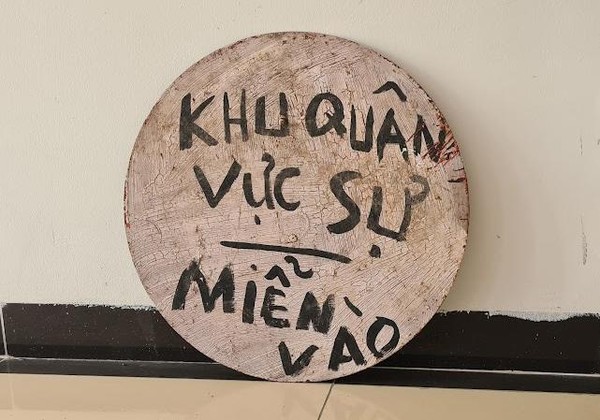 KHU QUÂN
VỰC SỰ
MIỄN
VÀO